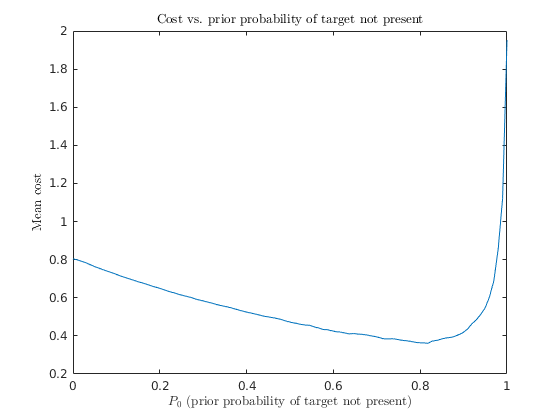 Cost vs. prior probability of target not present
2
1.8
1.6
1.4
1.2
1
0.8
0.6
0.4
0.2
Mean cost
0 0.2 0.4 0.6 0.8 1
P₀ (prior probability of target not present)